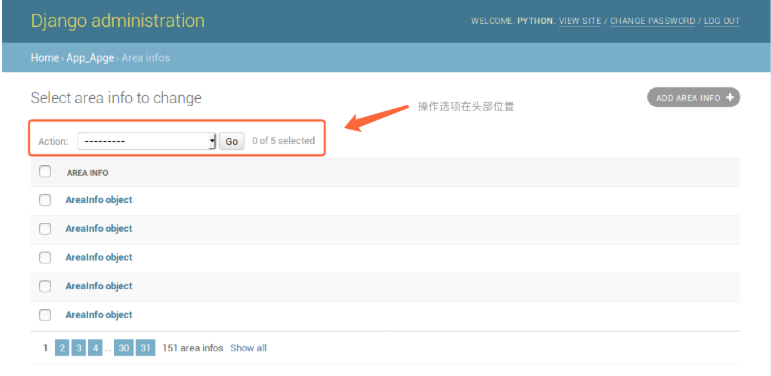 Django administration
WELCOME, PYTHON. VIEW SITE / CHANGE PASSWORD / LOG OUT
Home › App_Apge › Area infos
Select area info to change
ADD AREA INFO +
操作选项在头部位置
Action: --------- Go 0 of 5 selected
AREA INFO
AreaInfo object
AreaInfo object
AreaInfo object
AreaInfo object
AreaInfo object
1 2 3 4 ... 30 31 151 area infos Show all